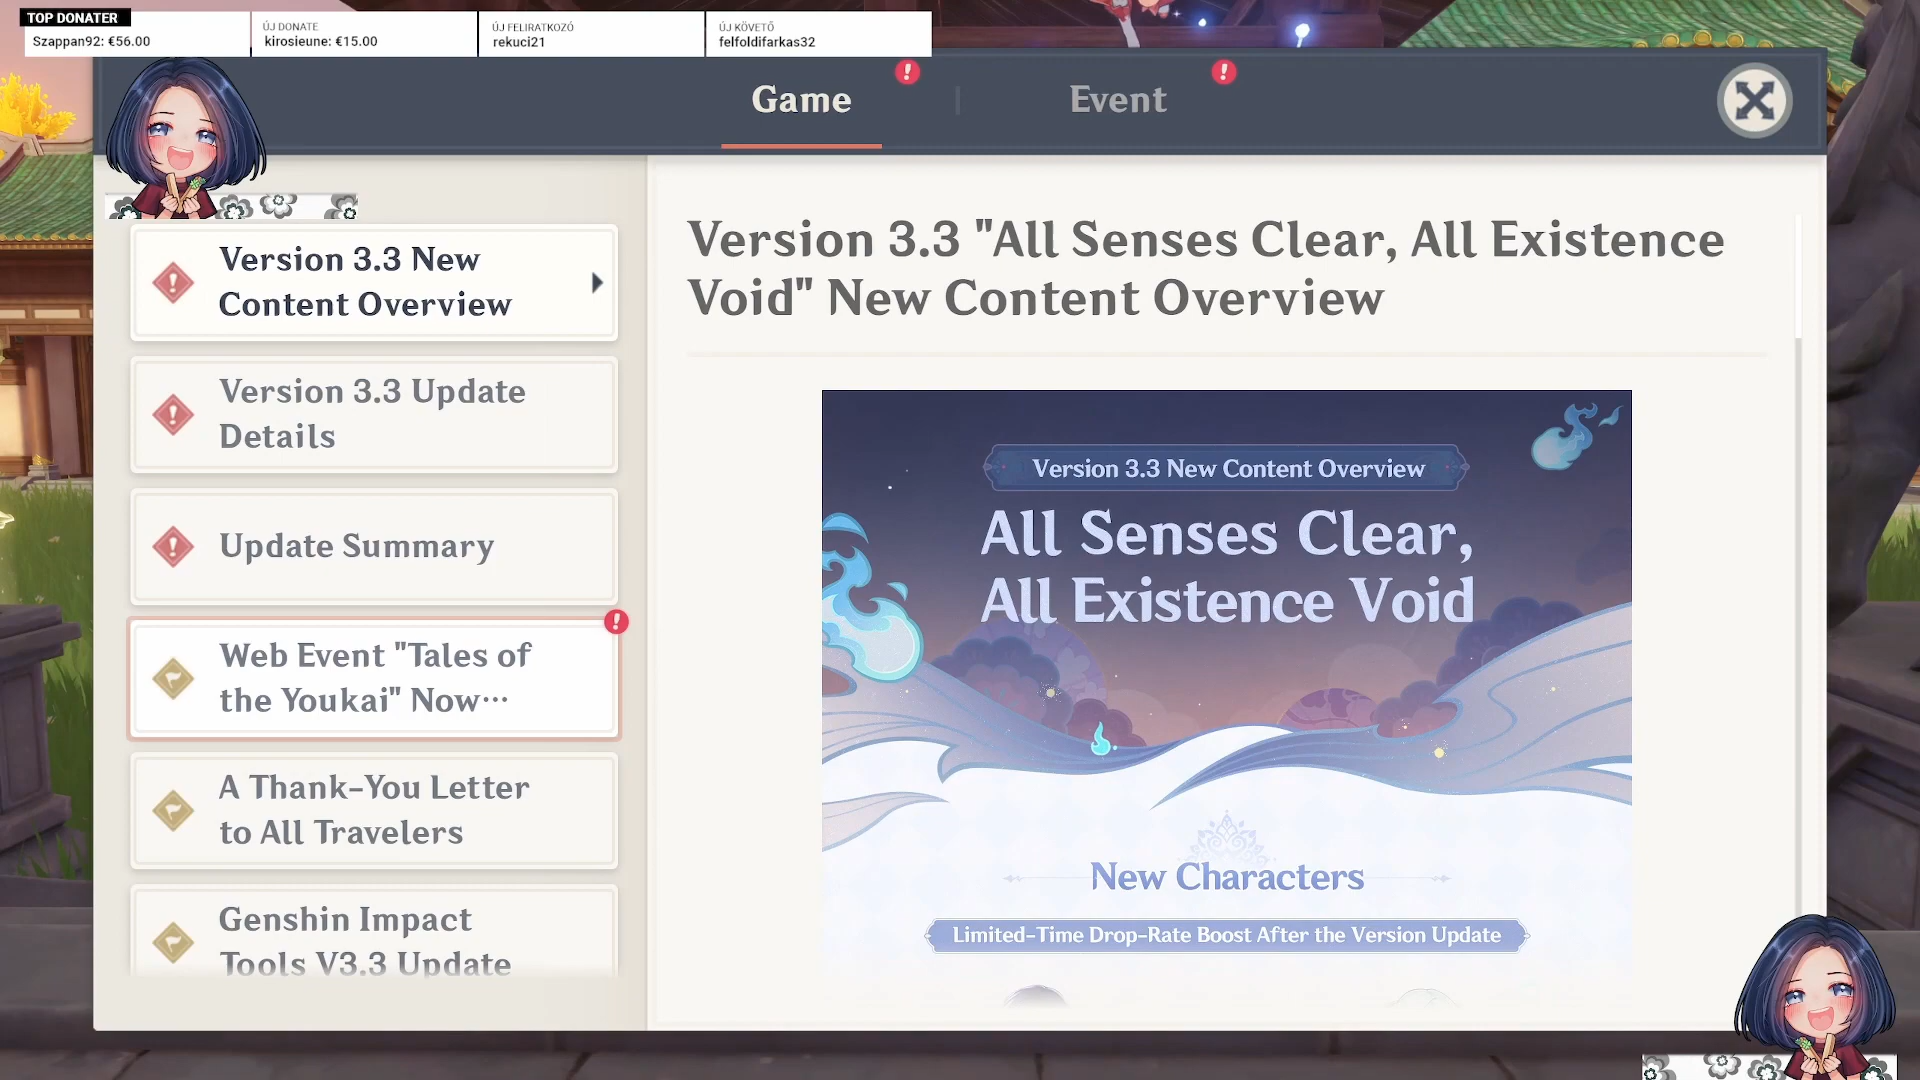 TOP DONATER
Szappan92: €56.00
ÚJ DONATE
kirosieune: €15.00
ÚJ FELIRATKOZÓ
rekuci21
ÚJ KÖVETŐ
felfoldifarkas32
Game
Event
Version 3.3 New
Content Overview
Version 3.3 Update
Details
Update Summary
Web Event "Tales of
the Youkai" Now···
A Thank-You Letter
to All Travelers
Genshin Impact
Tools V3.3 Update
Version 3.3 "All Senses Clear, All Existence
Void" New Content Overview
Version 3.3 New Content Overview
All Senses Clear,
All Existence Void
New Characters
Limited-Time Drop-Rate Boost After the Version Update